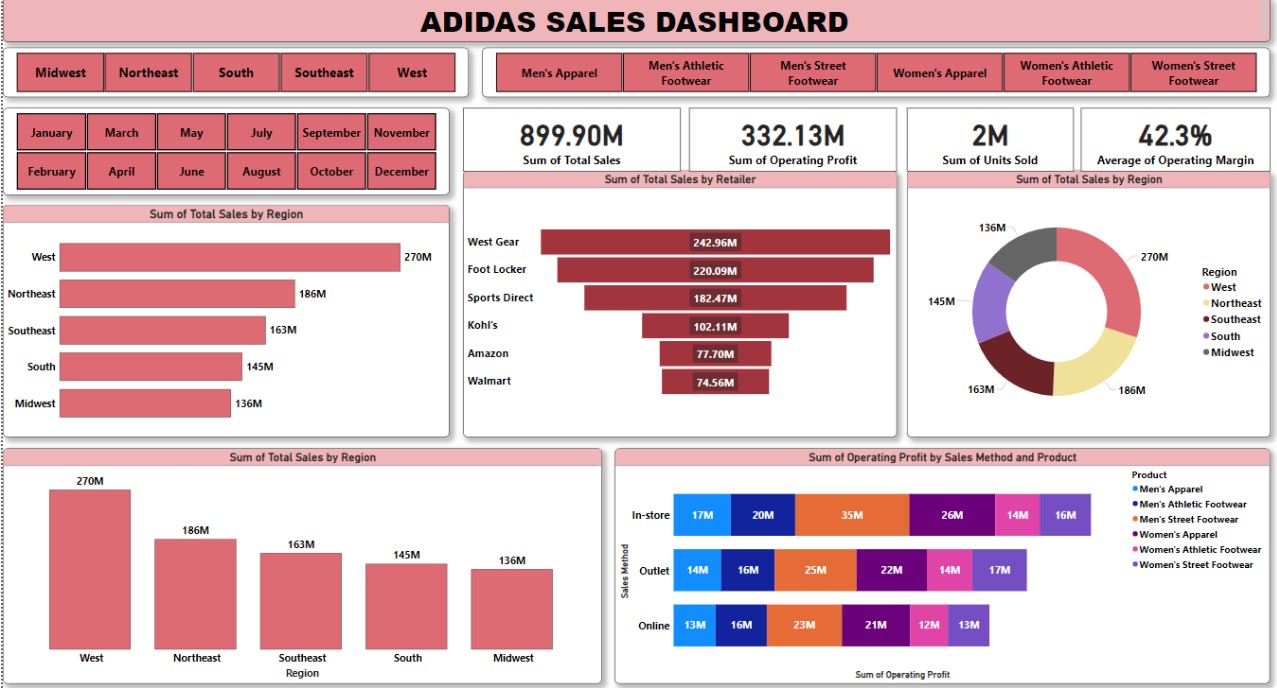 ADIDAS SALES DASHBOARD
Midwest
Northeast
South
Southeast
West
Men's Apparel
Men's Athletic
Footwear
Men's Street
Footwear
Women's Apparel
Women's Athletic
Footwear
Women's Street
Footwear
January
March
May
July
September
November
February
April
June
August
October
December
899.90M
Sum of Total Sales
332.13M
Sum of Operating Profit
2M
Sum of Units Sold
42.3%
Average of Operating Margin
Sum of Total Sales by Region
West
270M
Northeast
186M
Southeast
163M
South
145M
Midwest
136M
Sum of Total Sales by Retailer
West Gear
242.96M
Foot Locker
220.09M
Sports Direct
182.47M
Kohl's
102.11M
Amazon
77.70M
Walmart
74.56M
Sum of Total Sales by Region
136M
270M
145M
163M
186M
Region
West
Northeast
Southeast
South
Midwest
Sum of Total Sales by Region
270M
186M
163M
145M
136M
West
Northeast
Southeast
South
Midwest
Region
Sum of Operating Profit by Sales Method and Product
Sales Method
In-store
17M
20M
35M
26M
14M
16M
Outlet
14M
16M
25M
22M
14M
17M
Online
13M
16M
23M
21M
12M
13M
Sum of Operating Profit
Product
Men's Apparel
Men's Athletic Footwear
Men's Street Footwear
Women's Apparel
Women's Athletic Footwear
Women's Street Footwear